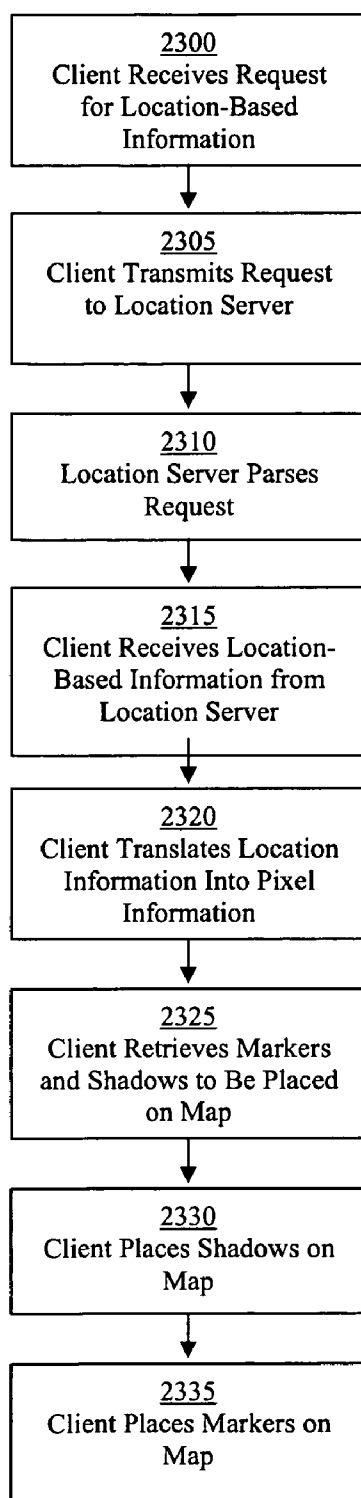 2300
Client Receives Request
for Location-Based
Information
2305
Client Transmits Request
to Location Server
2310
Location Server Parses
Request
2315
Client Receives Location-
Based Information from
Location Server
2320
Client Translates Location
Information Into Pixel
Information
2325
Client Retrieves Markers
and Shadows to Be Placed
on Map
2330
Client Places Shadows on
Map
2335
Client Places Markers on
Map